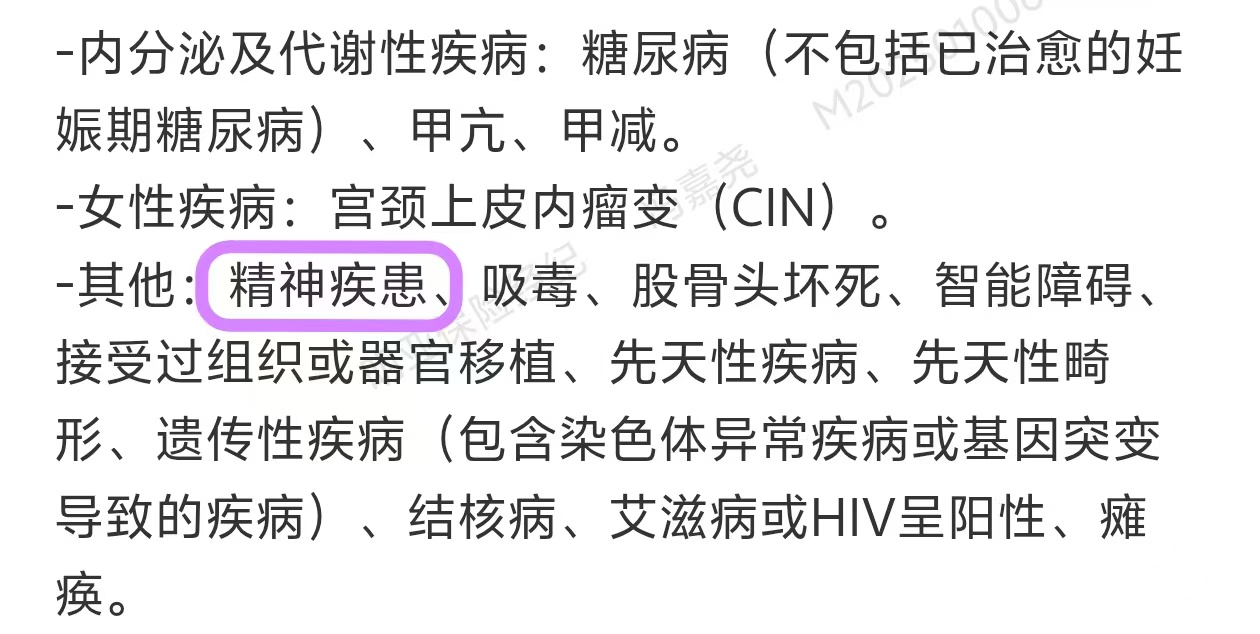 -内分泌及代谢性疾病：糖尿病（不包括已治愈的妊
娠期糖尿病）、甲亢、甲减。
-女性疾病：宫颈上皮内瘤变（CIN）。
-其他：精神疾患、吸毒、股骨头坏死、智能障碍、
接受过组织或器官移植、先天性疾病、先天性畸
形、遗传性疾病（包含染色体异常疾病或基因突变
导致的疾病）、结核病、艾滋病或HIV呈阳性、瘫
痪。